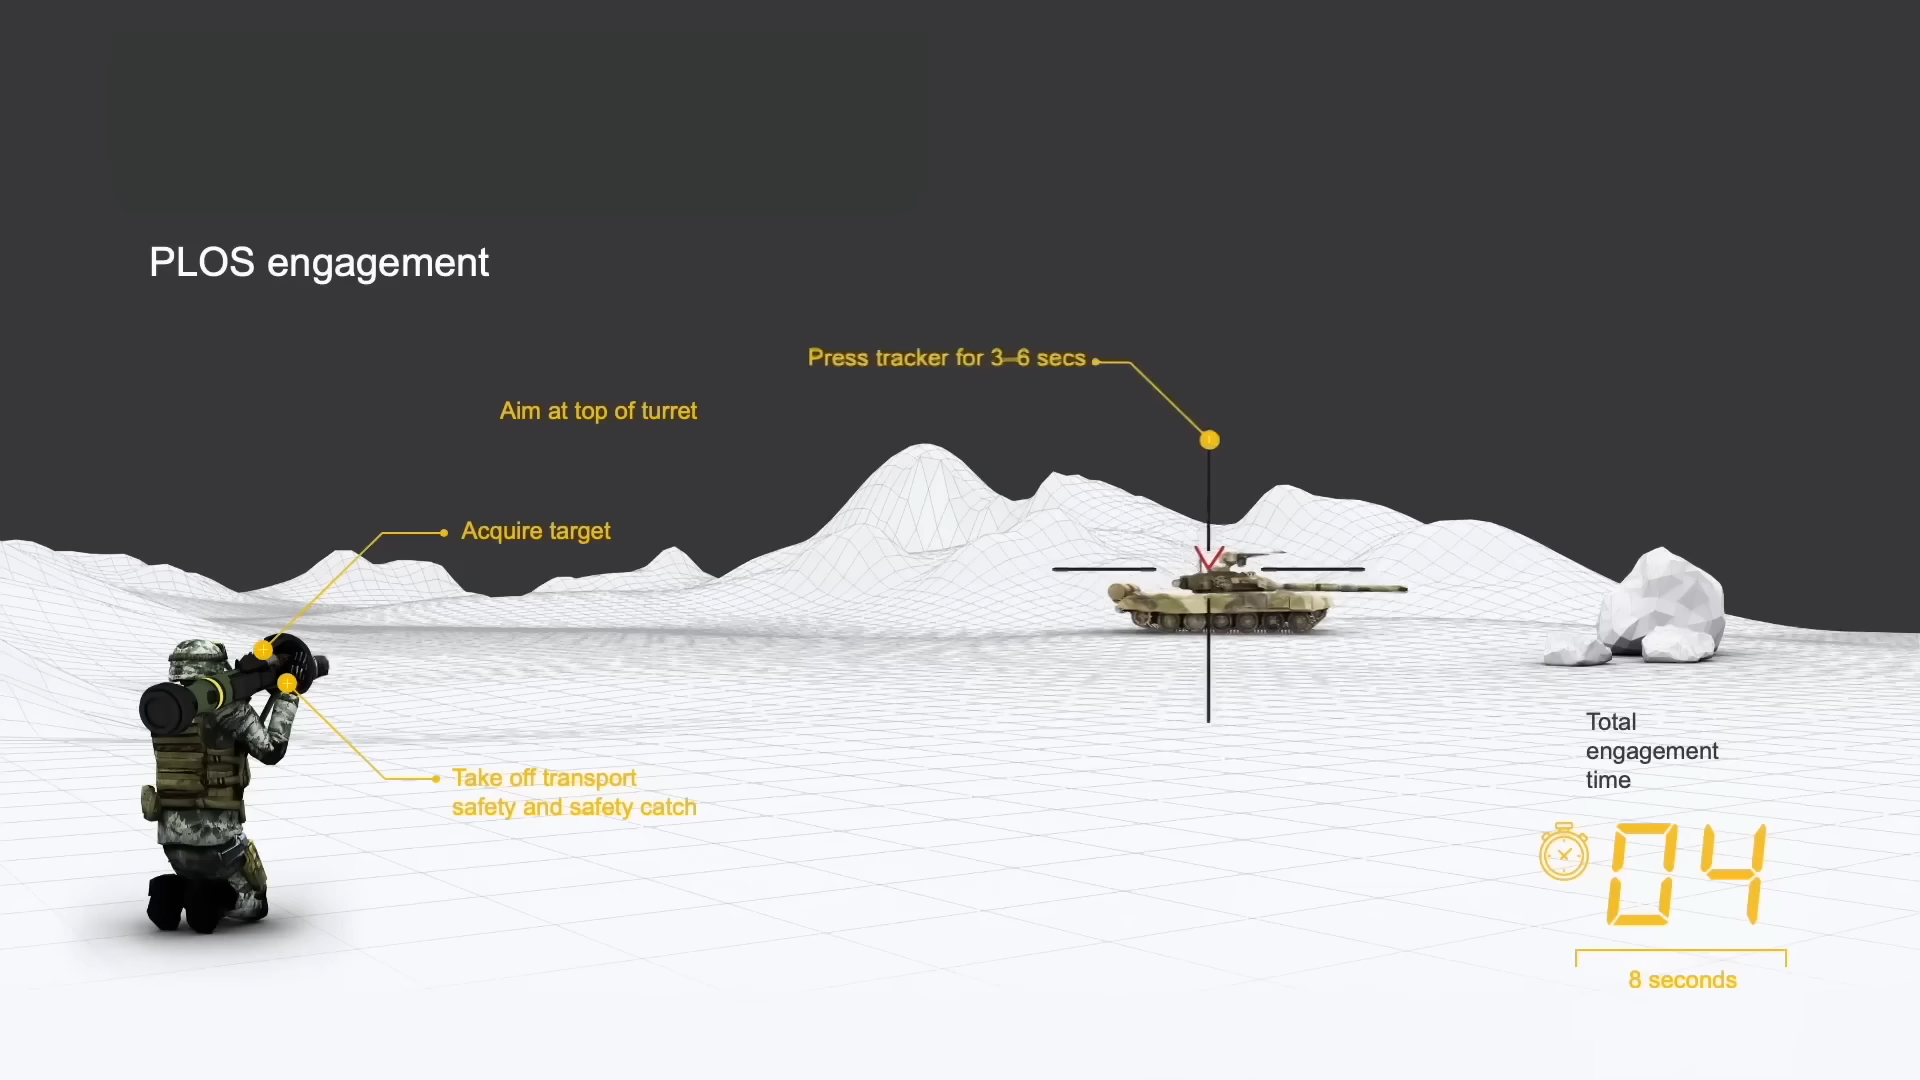 PLOS engagement
Press tracker for 3–6 secs
Aim at top of turret
Acquire target
Take off transport
safety and safety catch
Total
engagement
time
04
8 seconds